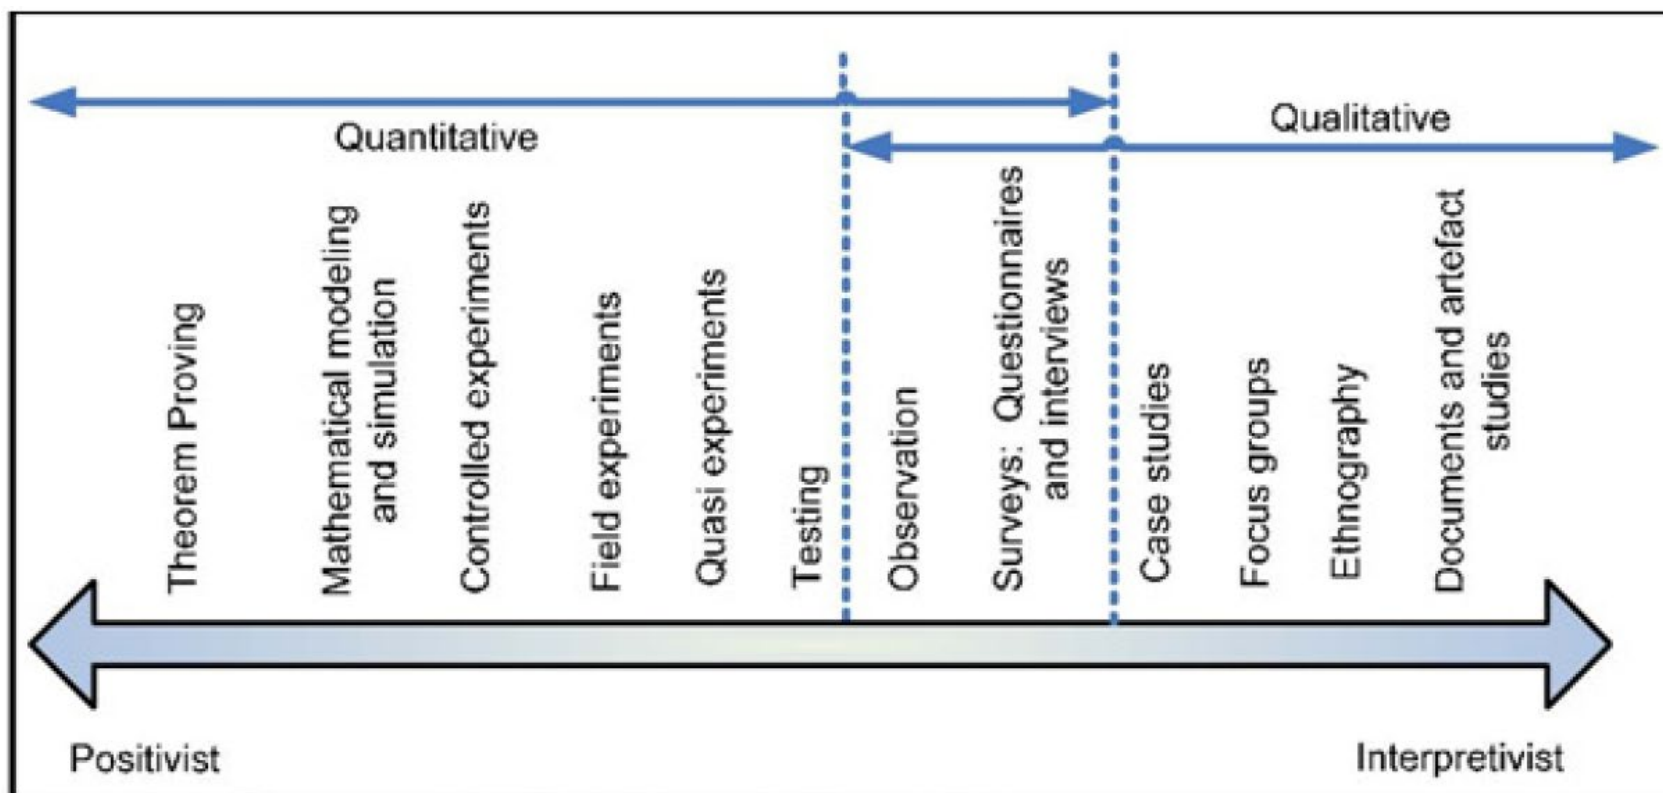 Quantitative
Qualitative
Theorem Proving
Mathematical modeling
and simulation
Controlled experiments
Field experiments
Quasi experiments
Testing
Observation
Surveys: Questionnaires
and interviews
Case studies
Focus groups
Ethnography
Documents and artefact
studies
Positivist
Interpretivist